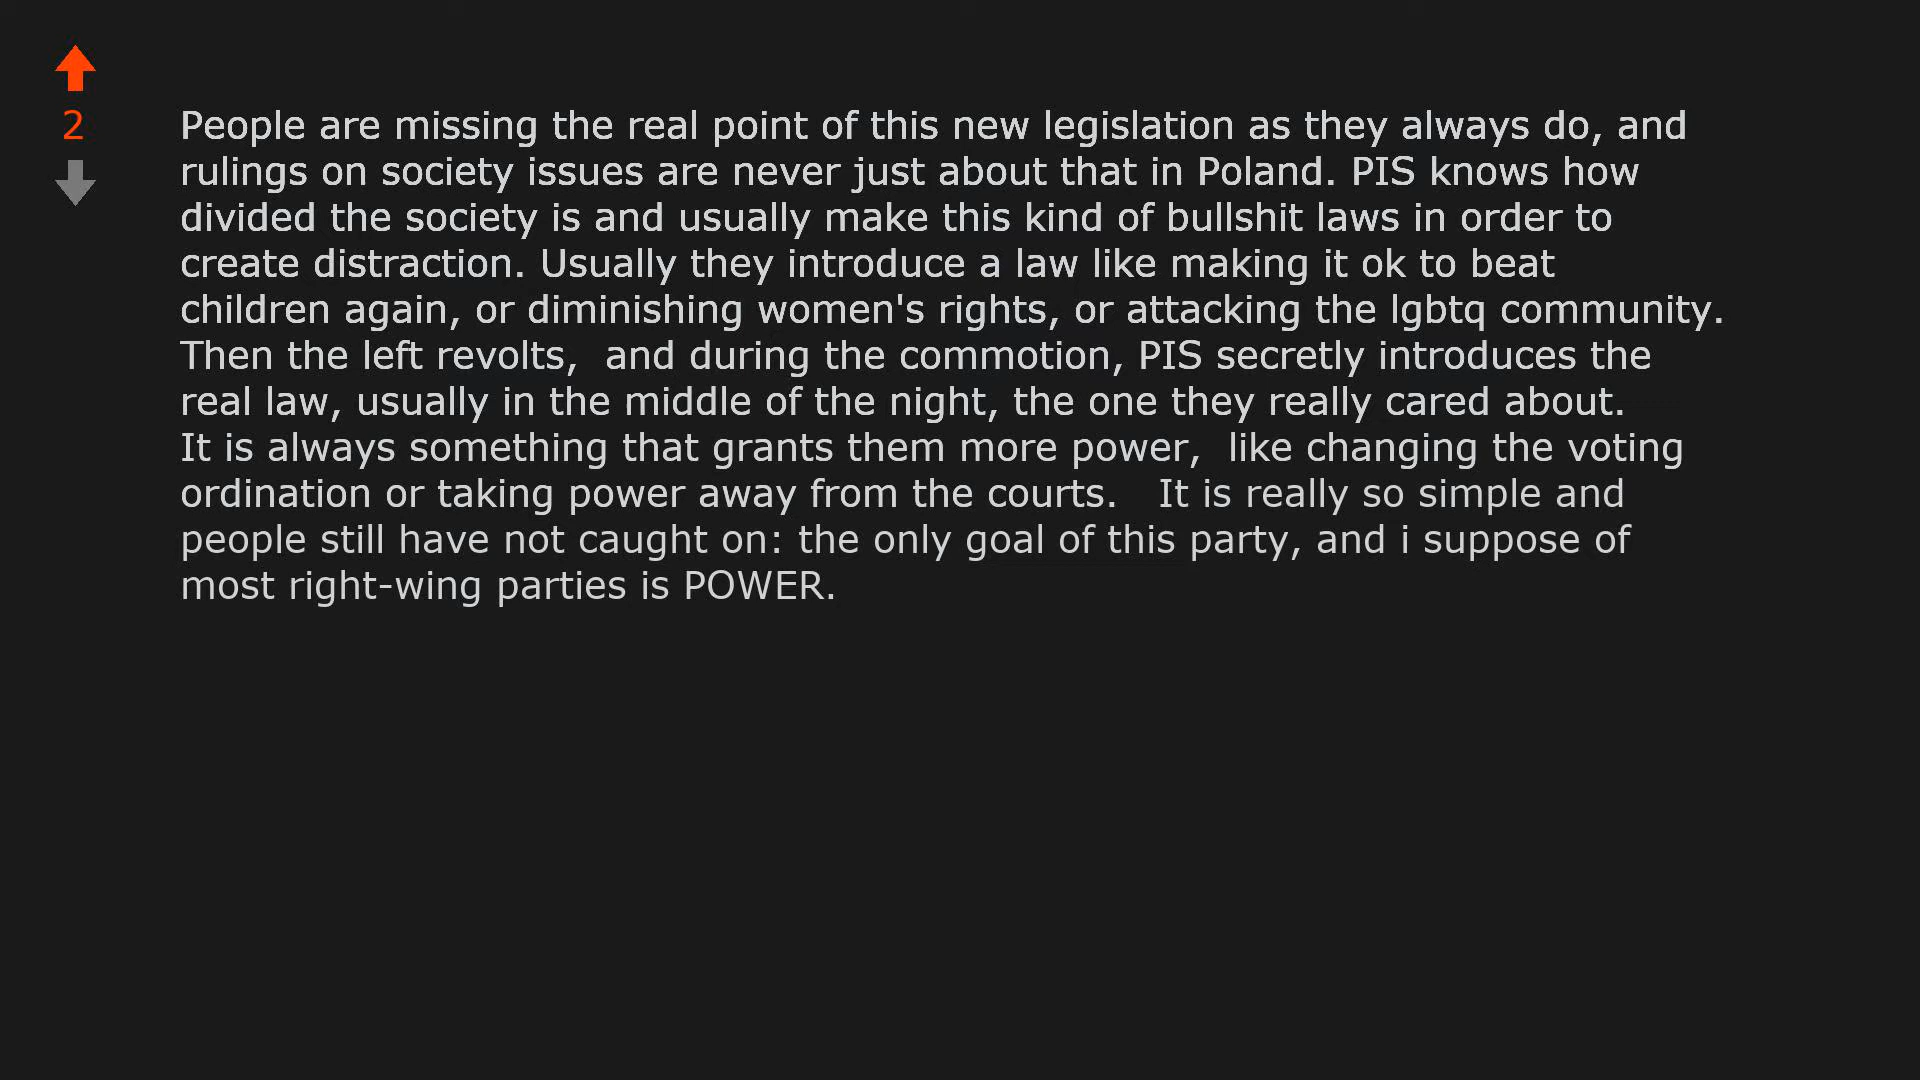 2
People are missing the real point of this new legislation as they always do, and
rulings on society issues are never just about that in Poland. PIS knows how
divided the society is and usually make this kind of bullshit laws in order to
create distraction. Usually they introduce a law like making it ok to beat
children again, or diminishing women's rights, or attacking the lgbtq community.
Then the left revolts,  and during the commotion, PIS secretly introduces the
real law, usually in the middle of the night, the one they really cared about.
It is always something that grants them more power,  like changing the voting
ordination or taking power away from the courts.   It is really so simple and
people still have not caught on: the only goal of this party, and i suppose of
most right-wing parties is POWER.